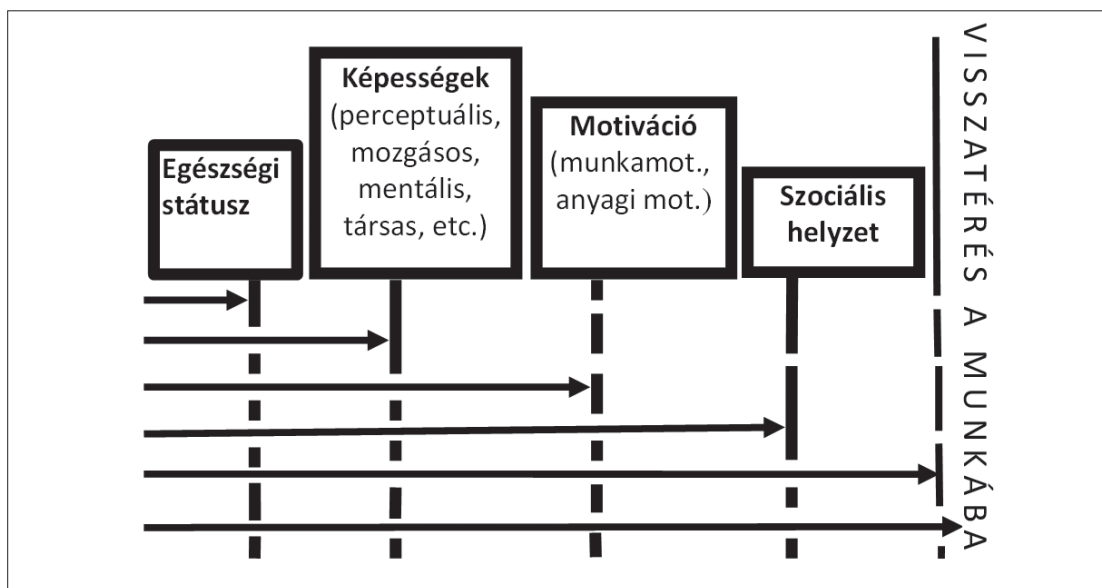 Egészségi
státusz
Képességek
(perceptuális,
mozgásos,
mentális,
társas, etc.)
Motiváció
(munkamot.,
anyagi mot.)
Szociális
helyzet
VISSZATÉRÉS A MUNKÁBA